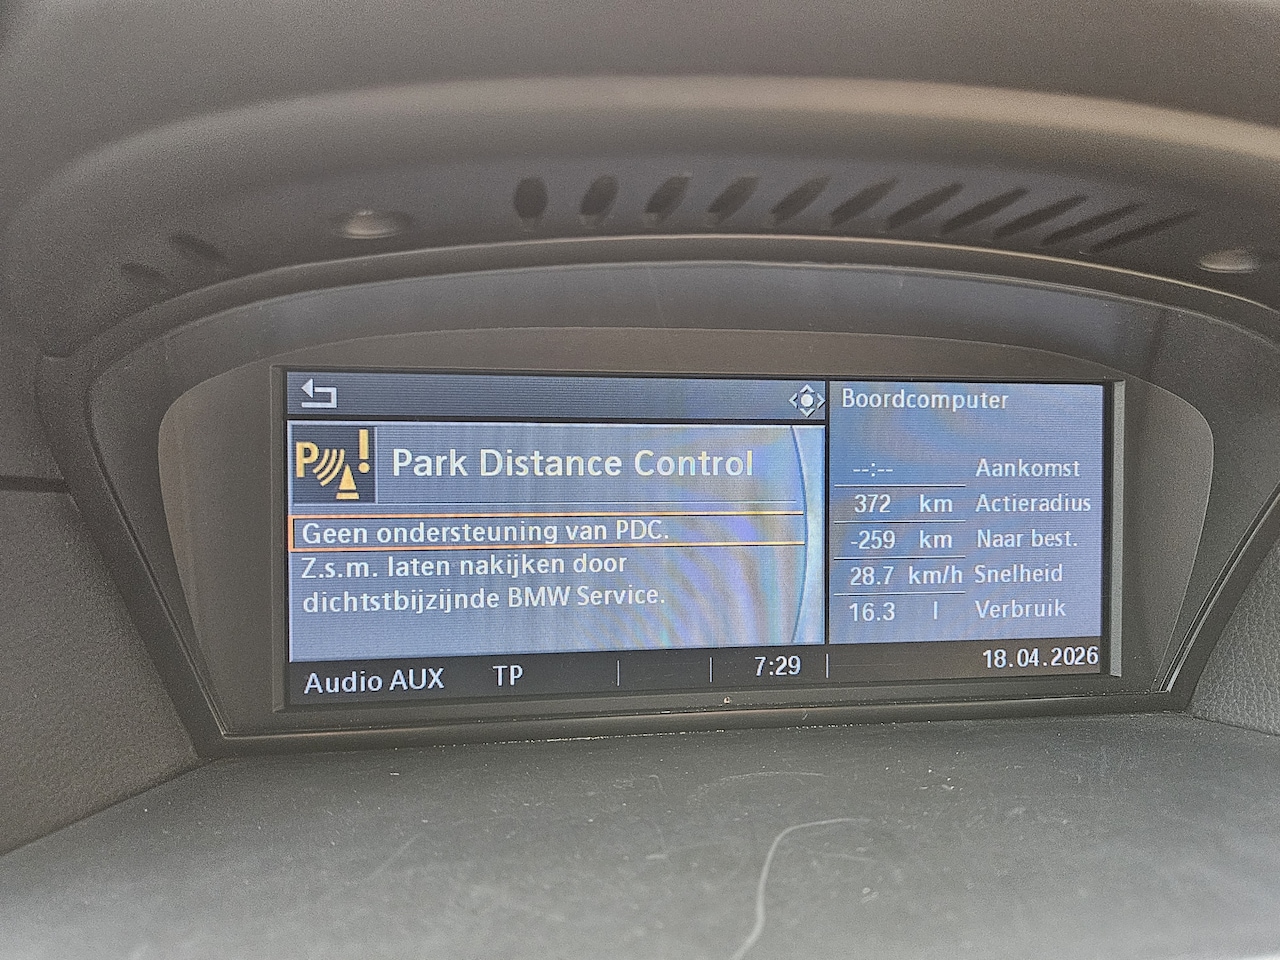 P!
Park Distance Control
Geen ondersteuning van PDC.
Z.s.m. laten nakijken door
dichtstbijzijnde BMW Service.
Boordcomputer
--:-- Aankomst
372 km Actieradius
-259 km Naar best.
28.7 km/h Snelheid
16.3 l Verbruik
Audio AUX TP 7:29 18.04.2026